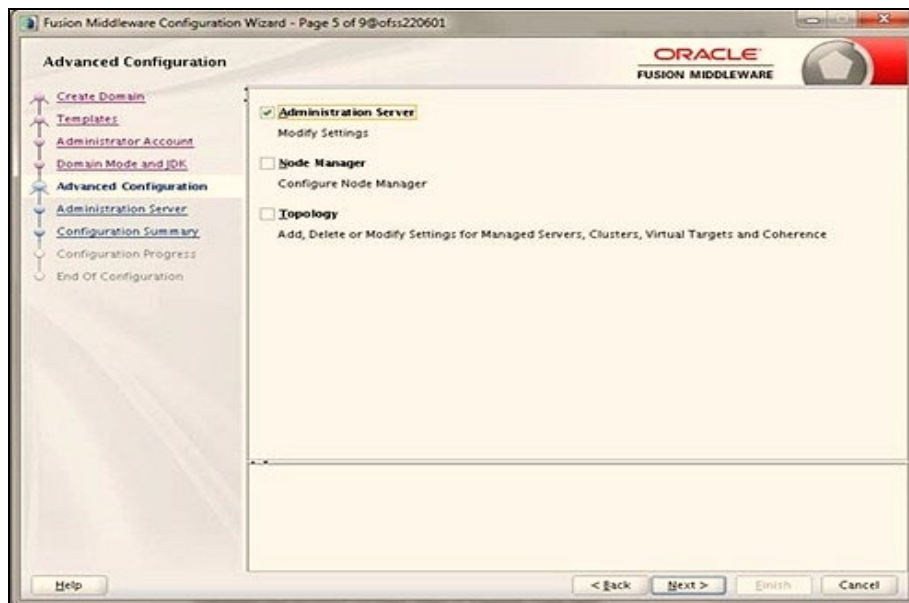 Fusion Middleware Configuration Wizard - Page 5 of 9@ofss220601
Advanced Configuration
ORACLE
FUSION MIDDLEWARE
Create Domain
Templates
Administrator Account
Domain Mode and JDK
Advanced Configuration
Administration Server
Configuration Summary
Configuration Progress
End Of Configuration
Administration Server
Modify Settings
Node Manager
Configure Node Manager
Topology
Add, Delete or Modify Settings for Managed Servers, Clusters, Virtual Targets and Coherence
Help
< Back
Next >
Finish
Cancel